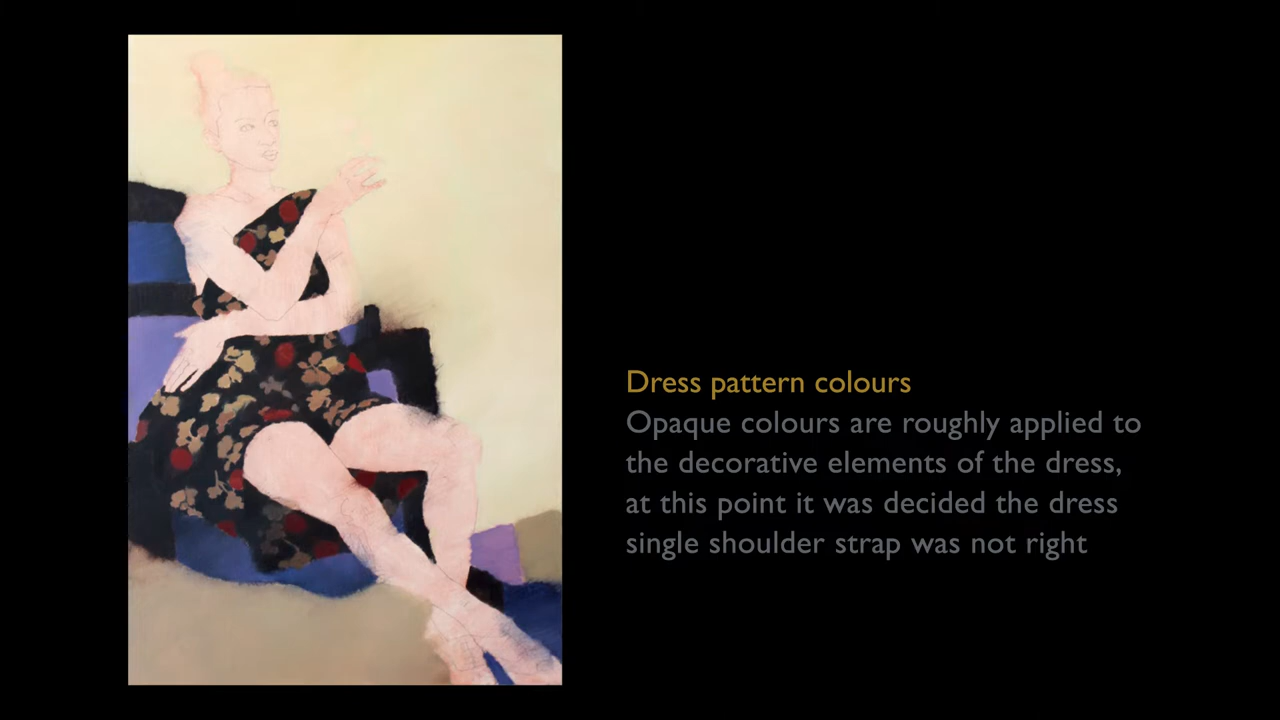 Dress pattern colours
Opaque colours are roughly applied to
the decorative elements of the dress,
at this point it was decided the dress
single shoulder strap was not right